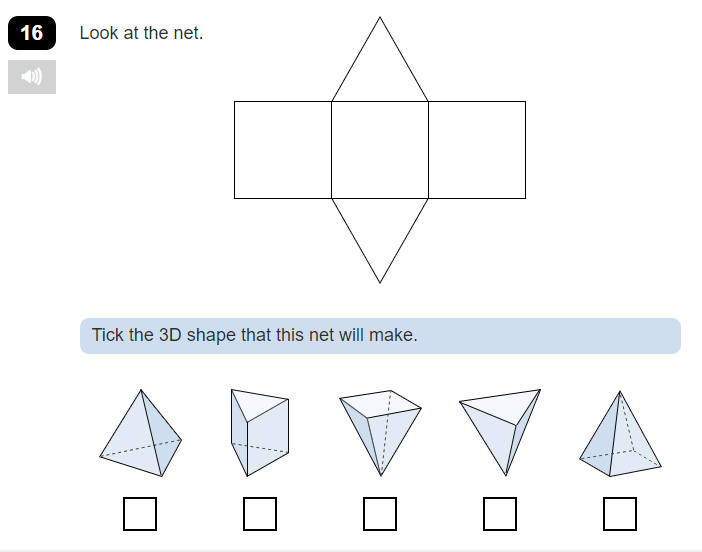 16 Look at the net.
Tick the 3D shape that this net will make.